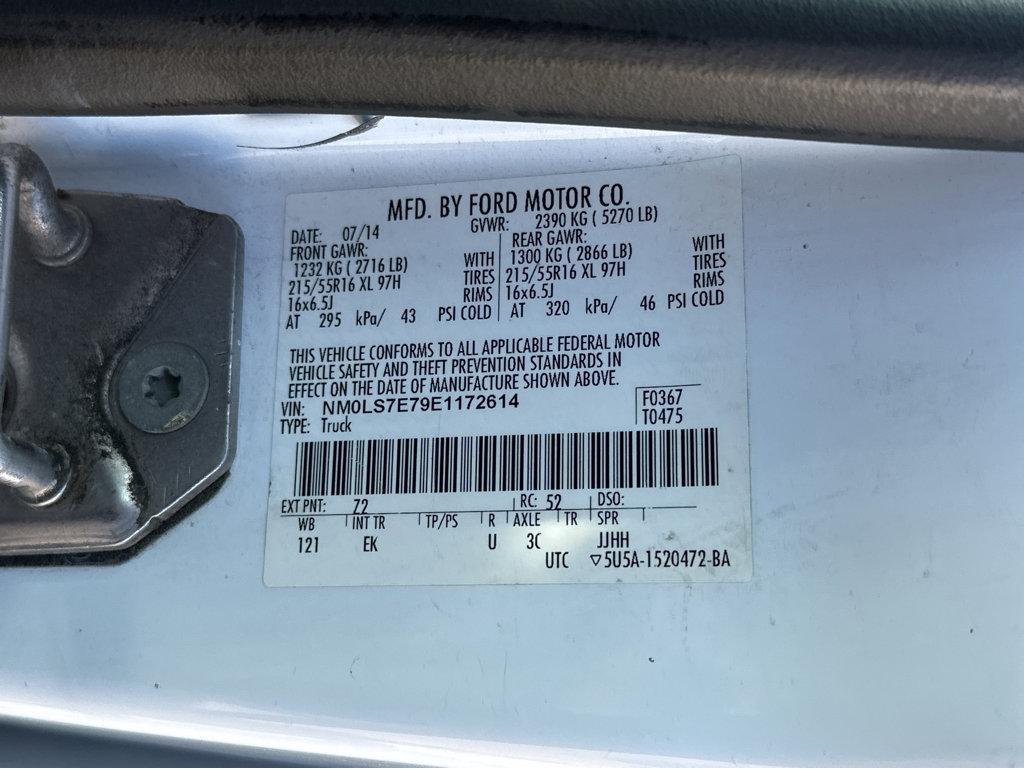 MFD. BY FORD MOTOR CO.
DATE: 07/14 GVWR: 2390 KG ( 5270 LB)
FRONT GAWR: REAR GAWR:
1232 KG ( 2716 LB) WITH 1300 KG ( 2866 LB) WITH
215/55R16 XL 97H TIRES 215/55R16 XL 97H TIRES
16x6.5J RIMS 16x6.5J RIMS
AT 295 kPa/ 43 PSI COLD AT 320 kPa/ 46 PSI COLD
THIS VEHICLE CONFORMS TO ALL APPLICABLE FEDERAL MOTOR
VEHICLE SAFETY AND THEFT PREVENTION STANDARDS IN
EFFECT ON THE DATE OF MANUFACTURE SHOWN ABOVE.
VIN: NM0LS7E79E1172614 F0367
TYPE: Truck T0475
EXT PNT: Z2 RC: 52 DSO:
WB INT TR TP/PS R AXLE TR SPR
121 EK U 3C JJHH
UTC ▽5U5A-1520472-BA